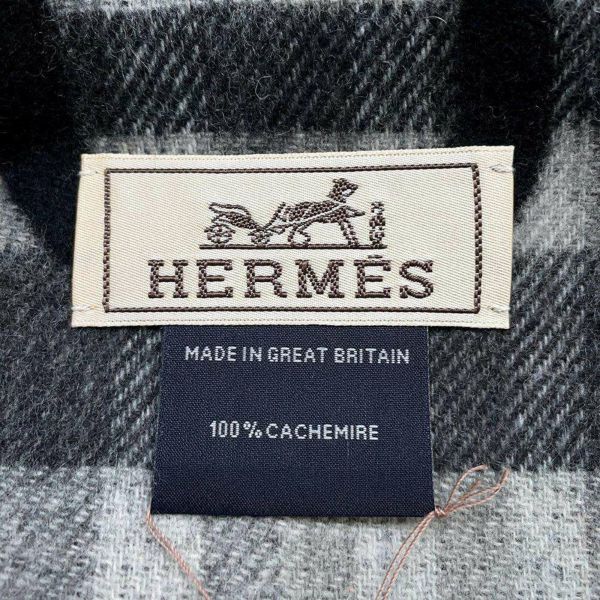 HERMÈS
MADE IN GREAT BRITAIN
100% CACHEMIRE